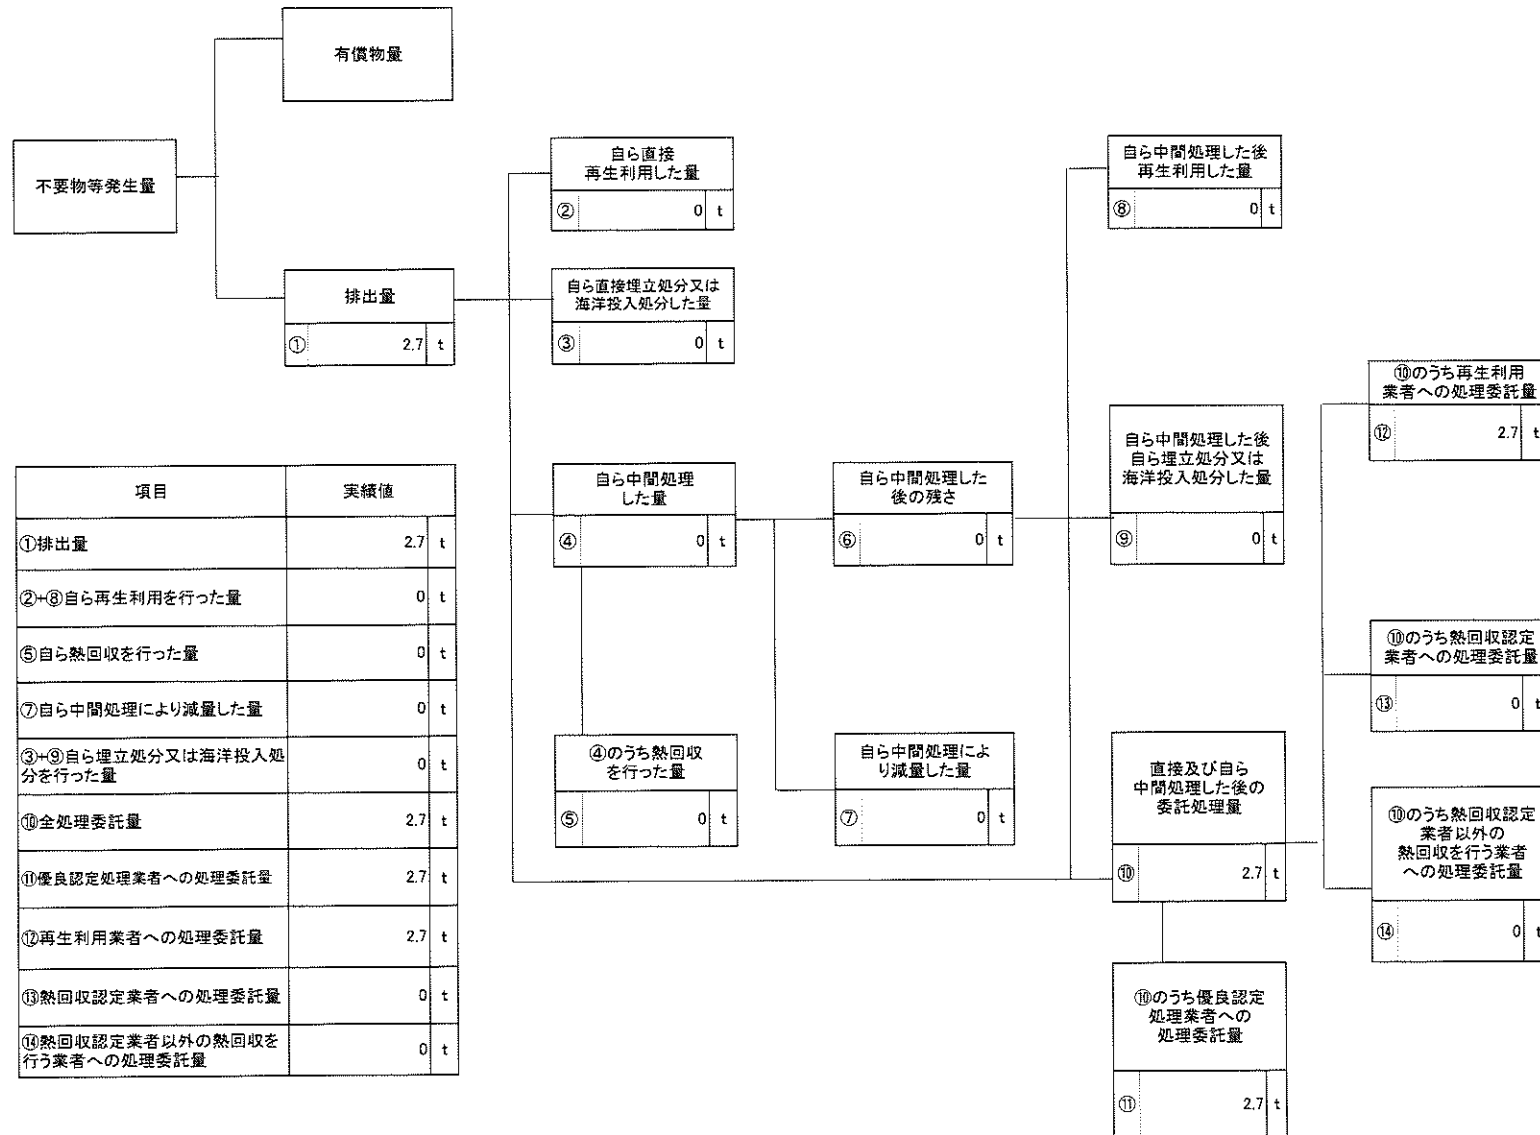 有償物量
不要物等発生量
排出量
① 2.7 t
自ら直接
再生利用した量
② 0 t
自ら直接埋立処分又は
海洋投入処分した量
③ 0 t
自ら中間処理
した量
④ 0 t
④のうち熱回収
を行った量
⑤ 0 t
自ら中間処理した
後の残さ
⑥ 0 t
自ら中間処理によ
り減量した量
⑦ 0 t
自ら中間処理した後
再生利用した量
⑧ 0 t
自ら中間処理した後
自ら埋立処分又は
海洋投入処分した量
⑨ 0 t
直接及び自ら
中間処理した後の
委託処理量
⑩ 2.7 t
⑩のうち優良認定
処理業者への
処理委託量
⑪ 2.7 t
⑩のうち再生利用
業者への処理委託量
⑫ 2.7 t
⑩のうち熱回収認定
業者への処理委託量
⑬ 0 t
⑩のうち熱回収認定
業者以外の
熱回収を行う業者
への処理委託量
⑭ 0 t
項目 実績値
①排出量 2.7 t
②+⑧自ら再生利用を行った量 0 t
⑤自ら熱回収を行った量 0 t
⑦自ら中間処理により減量した量 0 t
③+⑨自ら埋立処分又は海洋投入処
分を行った量 0 t
⑩全処理委託量 2.7 t
⑪優良認定処理業者への処理委託量 2.7 t
⑫再生利用業者への処理委託量 2.7 t
⑬熱回収認定業者への処理委託量 0 t
⑭熱回収認定業者以外の熱回収を
行う業者への処理委託量 0 t